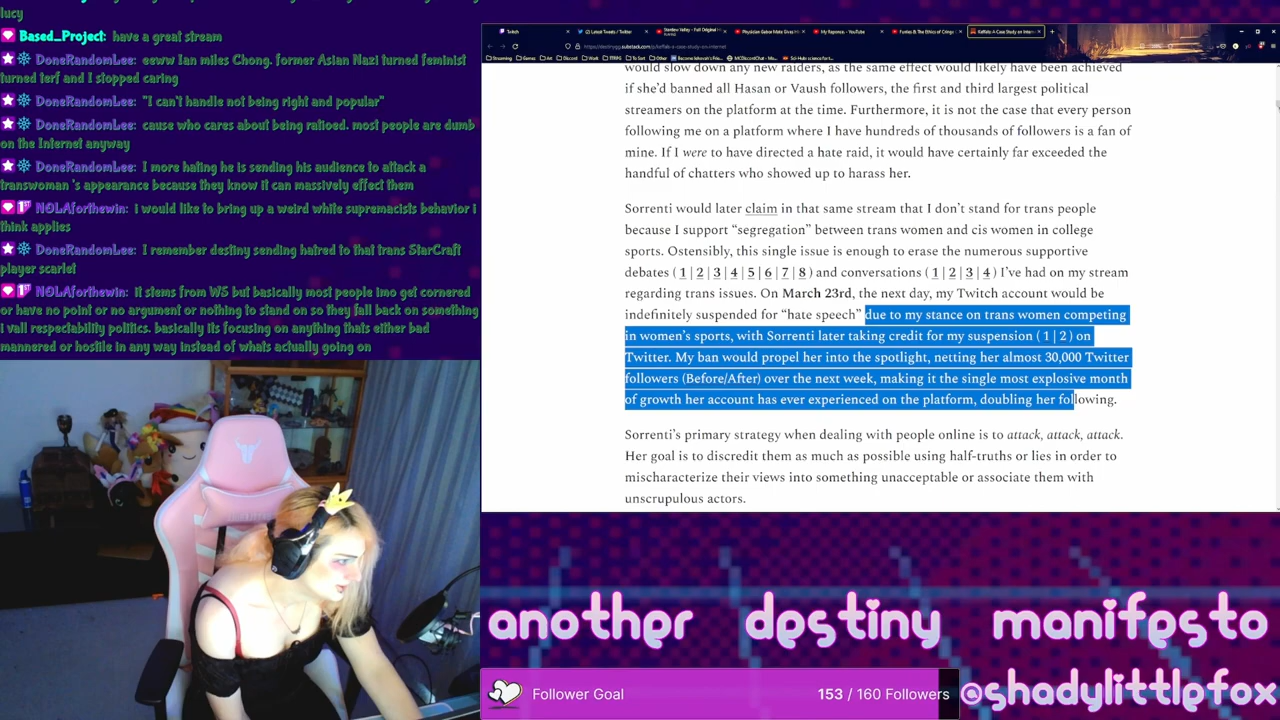 lucy
Based_Project: have a great stream
DoneRandomLee: "I can't handle not being right and popular"
DoneRandomLee: cause who cares about being ratioed. most people are dumb
on the Internet anyway
DoneRandomLee: I more hating he is sending his audience to attack a
transwoman 's appearance because they know it can massively effect them
N0LAforthewin: i would like to bring up a weird white supremacists behavior i
think applies
DoneRandomLee: I remember destiny sending hatred to that trans StarCraft
player scarlet
N0LAforthewin: it stems from WS but basically most people imo get cornered
or have no point or no argument or nothing to stand on so they fall back on something
i vall respectability politics. basically its focusing on anything thats either bad
mannered or hostile in any way instead of whats actually going on
Twitch
Latest Tweets / Twitter
My Reponce. - YouTube
would slow down any new raiders, as the same effect would likely have been achieved
if she'd banned all Hasan or Vaush followers, the first and third largest political
streamers on the platform at the time. Furthermore, it is not the case that every person
following me on a platform where I have hundreds of thousands of followers is a fan of
mine. If I were to have directed a hate raid, it would have certainly far exceeded the
handful of chatters who showed up to harass her.
Sorrenti would later claim in that same stream that I don't stand for trans people
because I support “segregation” between trans women and cis women in college
sports. Ostensibly, this single issue is enough to erase the numerous supportive
debates ( 1 | 2 | 3 | 4 | 5 | 6 | 7 | 8 ) and conversations ( 1 | 2 | 3 | 4 ) I've had on my stream
regarding trans issues. On March 23rd, the next day, my Twitch account would be
indefinitely suspended for “hate speech” due to my stance on trans women competing
in women's sports, with Sorrenti later taking credit for my suspension ( 1 | 2 ) on
Twitter. My ban would propel her into the spotlight, netting her almost 30,000 Twitter
followers (Before/After) over the next week, making it the single most explosive month
of growth her account has ever experienced on the platform, doubling her following.
Sorrenti's primary strategy when dealing with people online is to attack, attack, attack.
Her goal is to discredit them as much as possible using half-truths or lies in order to
mischaracterize their views into something unacceptable or associate them with
unscrupulous actors.
another destiny manifesto
Follower Goal 153 / 160 Followers
@shadylittlefox